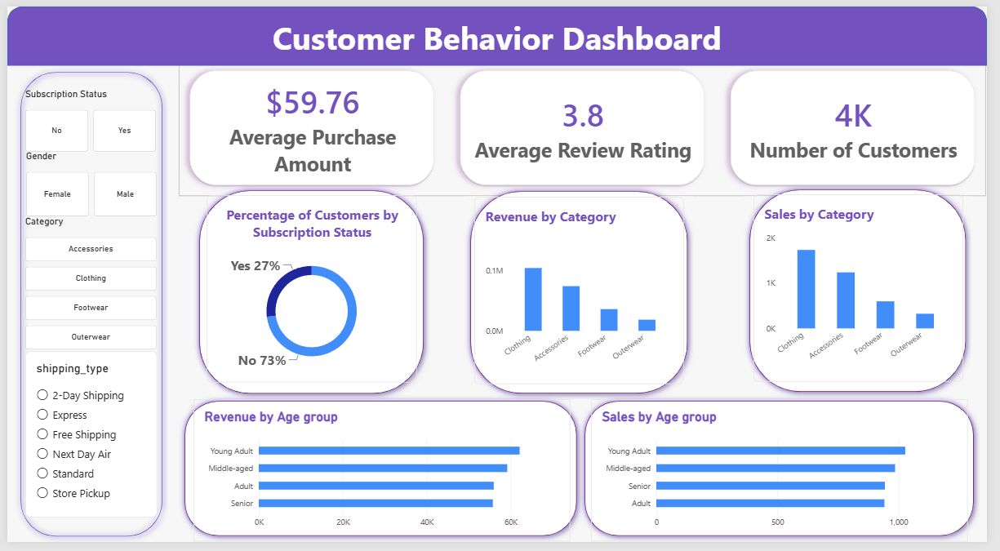 Customer Behavior Dashboard
Subscription Status
No
Yes
Gender
Female
Male
Category
Accessories
Clothing
Footwear
Outerwear
shipping_type
2-Day Shipping
Express
Free Shipping
Next Day Air
Standard
Store Pickup
$59.76
Average Purchase
Amount
3.8
Average Review Rating
4K
Number of Customers
Percentage of Customers by
Subscription Status
Yes 27%
No 73%
Revenue by Category
0.1M
0.0M
Clothing
Accessories
Footwear
Outerwear
Sales by Category
2K
1K
0K
Clothing
Accessories
Footwear
Outerwear
Revenue by Age group
Young Adult
Middle-aged
Adult
Senior
0K
20K
40K
60K
Sales by Age group
Young Adult
Middle-aged
Senior
Adult
0
500
1,000